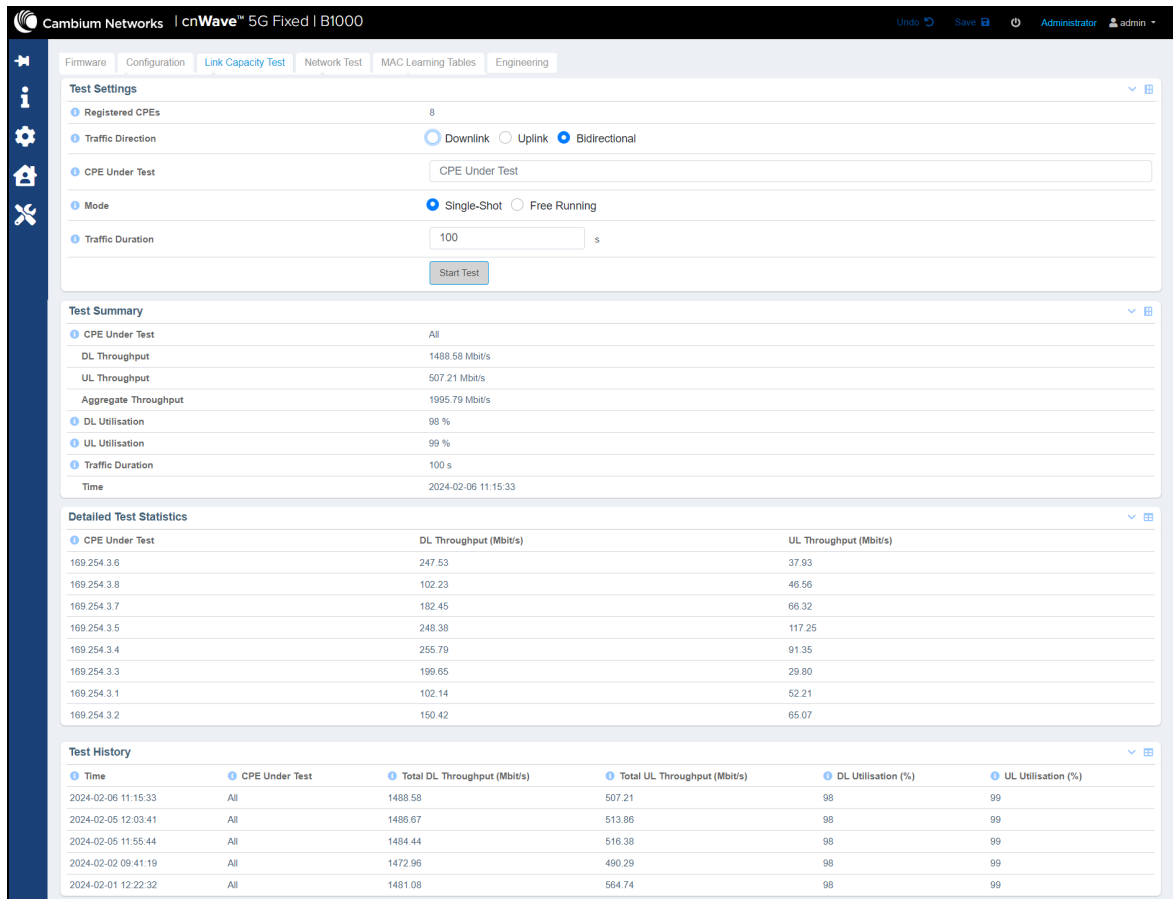 Cambium Networks | cnWave™ 5G Fixed | B1000 Undo Save Administrator admin
Firmware Configuration Link Capacity Test Network Test MAC Learning Tables Engineering
Test Settings
Registered CPEs 8
Traffic Direction Downlink Uplink Bidirectional
CPE Under Test CPE Under Test
Mode Single-Shot Free Running
Traffic Duration 100 s
Start Test
Test Summary
CPE Under Test All
DL Throughput 1488.58 Mbit/s
UL Throughput 507.21 Mbit/s
Aggregate Throughput 1995.79 Mbit/s
DL Utilisation 98 %
UL Utilisation 99 %
Traffic Duration 100 s
Time 2024-02-06 11:15:33
Detailed Test Statistics
CPE Under Test DL Throughput (Mbit/s) UL Throughput (Mbit/s)
169.254.3.6 247.53 37.93
169.254.3.8 102.23 46.56
169.254.3.7 182.45 66.32
169.254.3.5 248.38 117.25
169.254.3.4 255.79 91.35
169.254.3.3 199.65 29.80
169.254.3.1 102.14 52.21
169.254.3.2 150.42 65.07
Test History
Time CPE Under Test Total DL Throughput (Mbit/s) Total UL Throughput (Mbit/s) DL Utilisation (%) UL Utilisation (%)
2024-02-06 11:15:33 All 1488.58 507.21 98 99
2024-02-05 12:03:41 All 1486.67 513.86 98 99
2024-02-05 11:55:44 All 1484.44 516.38 98 99
2024-02-02 09:41:19 All 1472.96 490.29 98 99
2024-02-01 12:22:32 All 1481.08 564.74 98 99